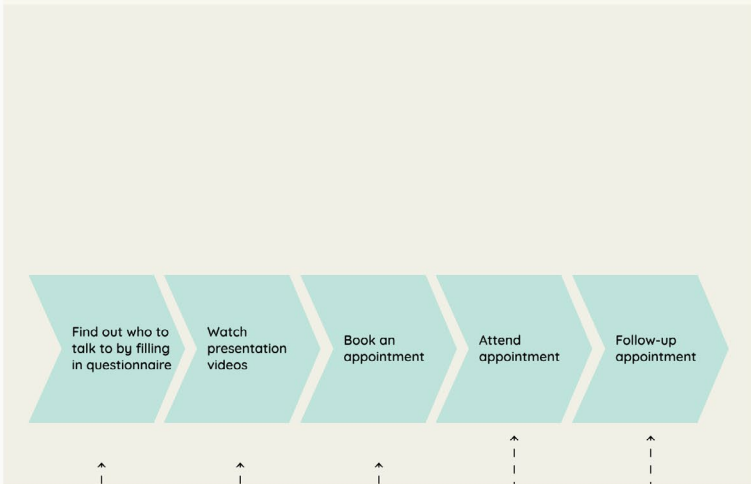 Find out who to
talk to by filling
in questionnaire
Watch
presentation
videos
Book an
appointment
Attend
appointment
Follow-up
appointment